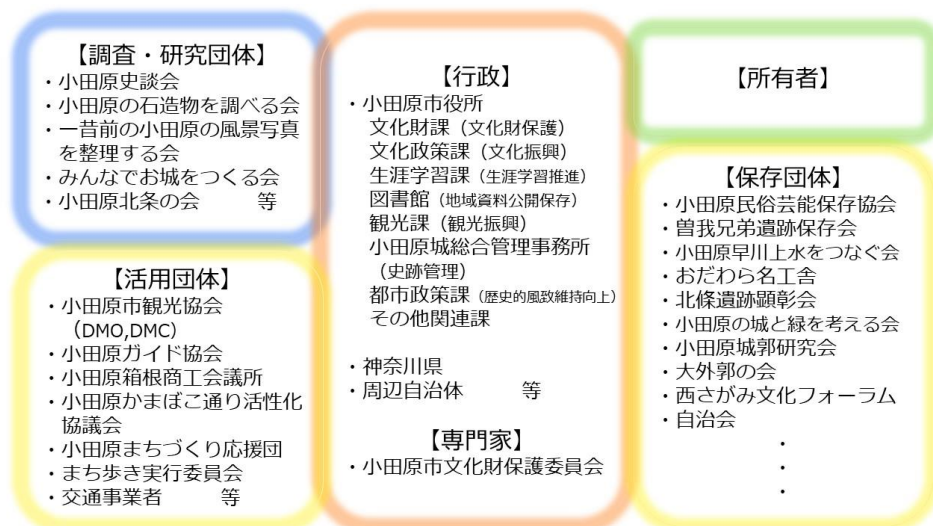 【調査・研究団体】
・小田原史談会
・小田原の石造物を調べる会
・一昔前の小田原の風景写真
を整理する会
・みんなでお城をつくる会
・小田原北条の会　　　等
【活用団体】
・小田原市観光協会
（DMO,DMC）
・小田原ガイド協会
・小田原箱根商工会議所
・小田原かまぼこ通り活性化
協議会
・小田原まちづくり応援団
・まち歩き実行委員会
・交通事業者　　　等
【行政】
・小田原市役所
文化財課（文化財保護）
文化政策課（文化振興）
生涯学習課（生涯学習推進）
図書館（地域資料公開保存）
観光課（観光振興）
小田原城総合管理事務所
（史跡管理）
都市政策課（歴史的風致維持向上）
その他関連課
・神奈川県
・周辺自治体　　　等
【専門家】
・小田原市文化財保護委員会
【所有者】
【保存団体】
・小田原民俗芸能保存協会
・曽我兄弟遺跡保存会
・小田原早川上水をつなぐ会
・おだわら名工舎
・北條遺跡顕彰会
・小田原の城と緑を考える会
・小田原城郭研究会
・大外郭の会
・西さがみ文化フォーラム
・自治会
・
・
・